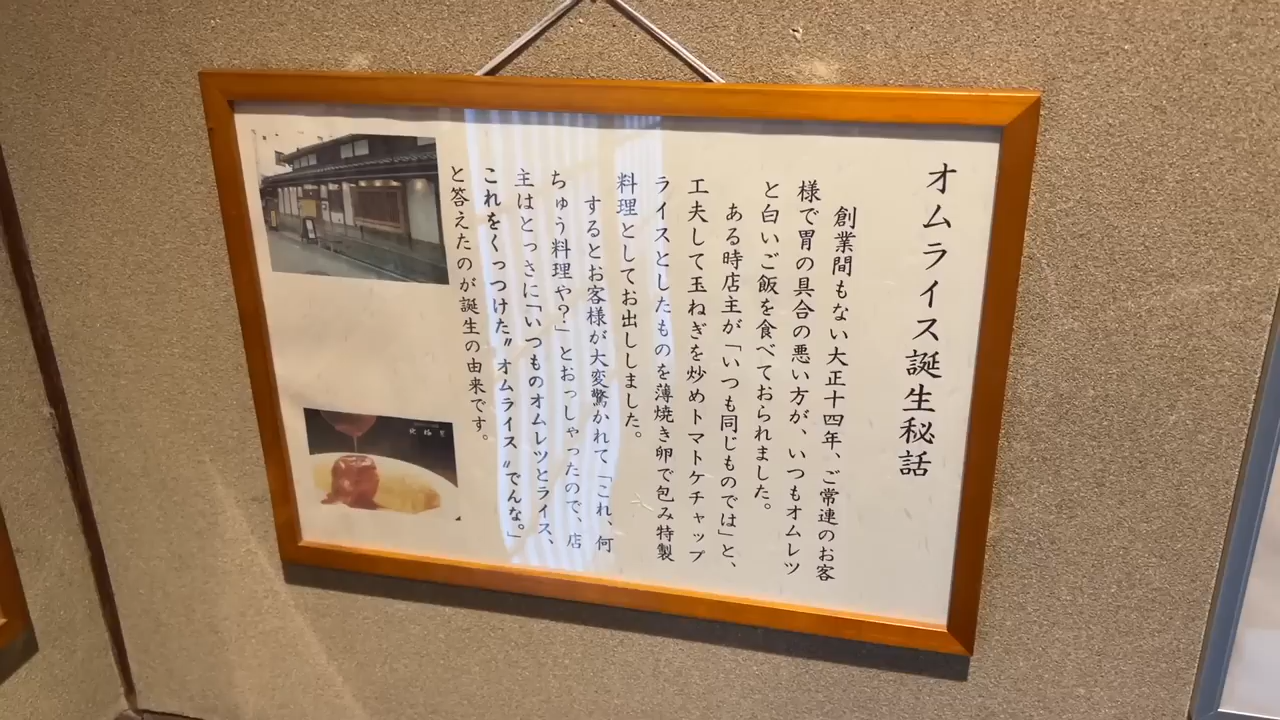 オムライス誕生秘話
創業間もない大正十四年、ご常連のお客
様で胃の具合の悪い方が、いつもオムレツ
と白いご飯を食べておられました。
ある時店主が「いつも同じものでは」と、
工夫して玉ねぎを炒めトマトケチャップ
ライスとしたものを薄焼き卵で包み特製
料理としてお出ししました。
するとお客様が大変驚かれて「これ、何
ちゅう料理や?」とおっしゃったので、店
主はとっさに「いつものオムレツとライス、
これをくっつけた〝オムライス〟でんな。」
と答えたのが誕生の由来です。
北極星